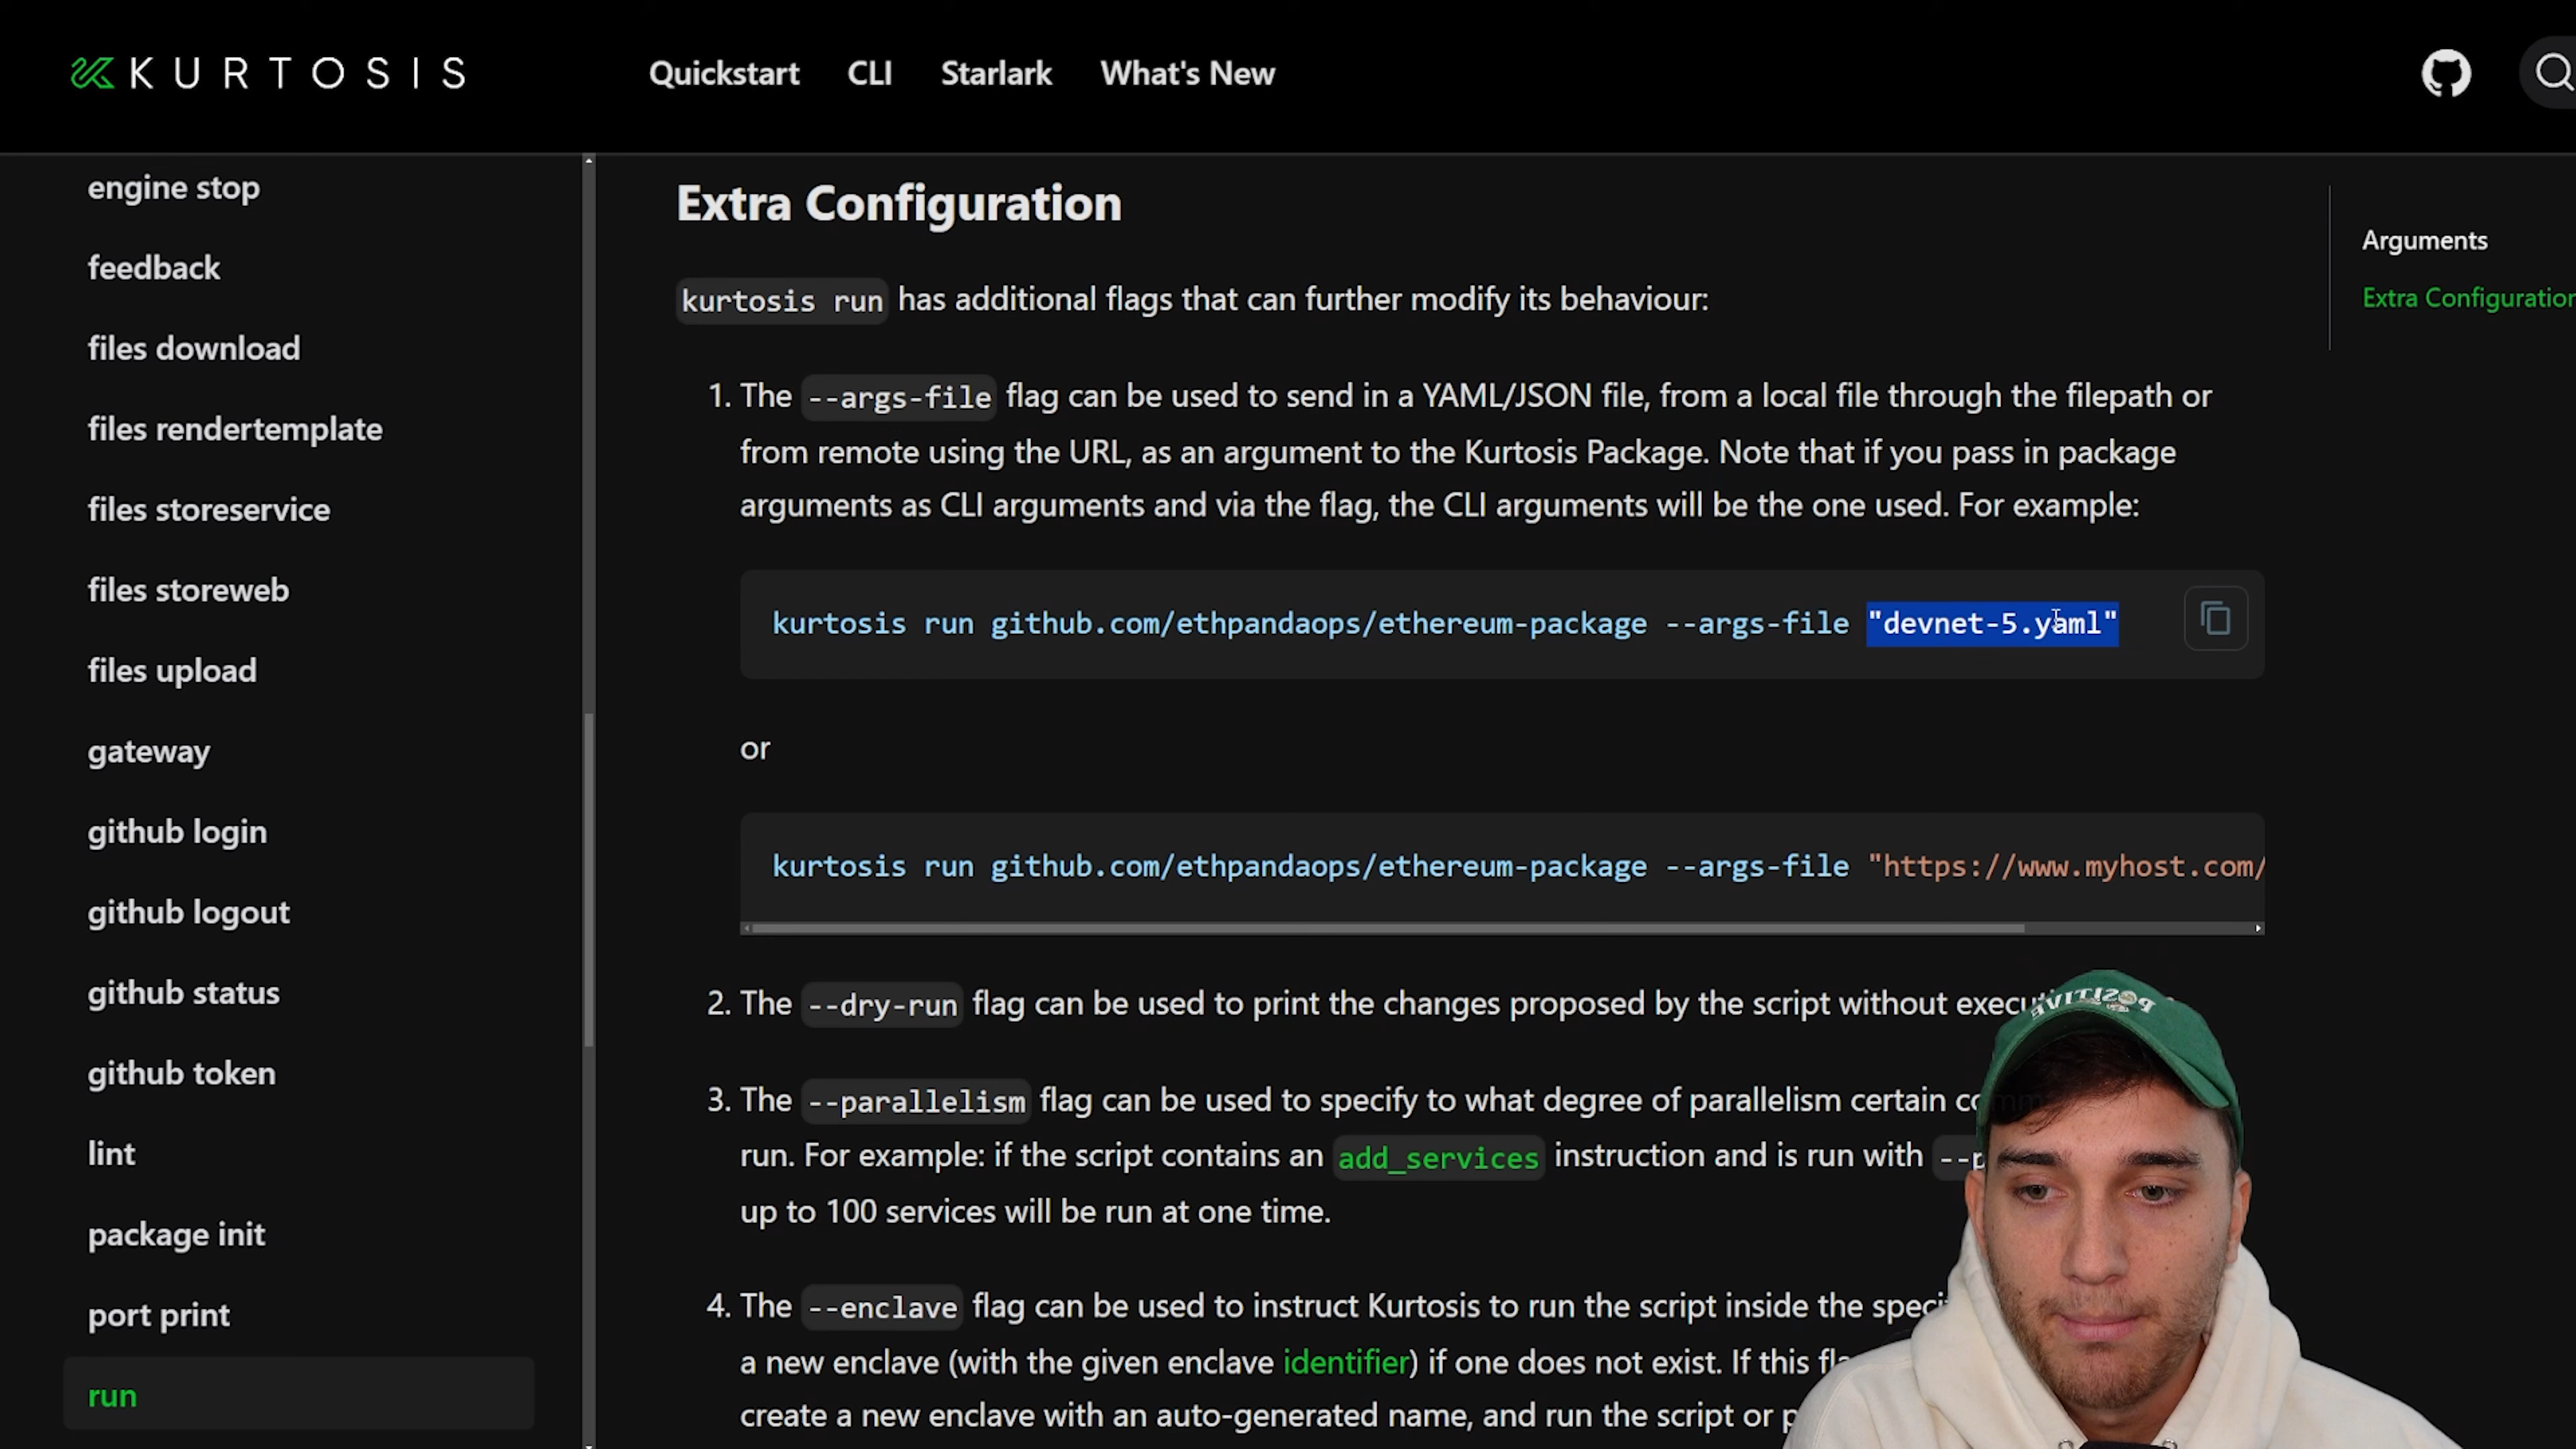 KURTOSIS
Quickstart
CLI
Starlark
What's New
engine stop
feedback
files download
files rendertemplate
files storeservice
files storeweb
files upload
gateway
github login
github logout
github status
github token
lint
package init
port print
run
Extra Configuration
kurtosis run has additional flags that can further modify its behaviour:
1. The --args-file flag can be used to send in a YAML/JSON file, from a local file through the filepath or
from remote using the URL, as an argument to the Kurtosis Package. Note that if you pass in package
arguments as CLI arguments and via the flag, the CLI arguments will be the one used. For example:
kurtosis run github.com/ethpandaops/ethereum-package --args-file "devnet-5.yaml"
or
kurtosis run github.com/ethpandaops/ethereum-package --args-file "https://www.myhost.com/
2. The --dry-run flag can be used to print the changes proposed by the script without
3. The --parallelism flag can be used to specify to what degree of parallelism certain
run. For example: if the script contains an add_services instruction and is run with
up to 100 services will be run at one time.
4. The --enclave flag can be used to instruct Kurtosis to run the script inside the
a new enclave (with the given enclave identifier) if one does not exist. If this
create a new enclave with an auto-generated name, and run the script or
Arguments
Extra Configuration
POSITIVE